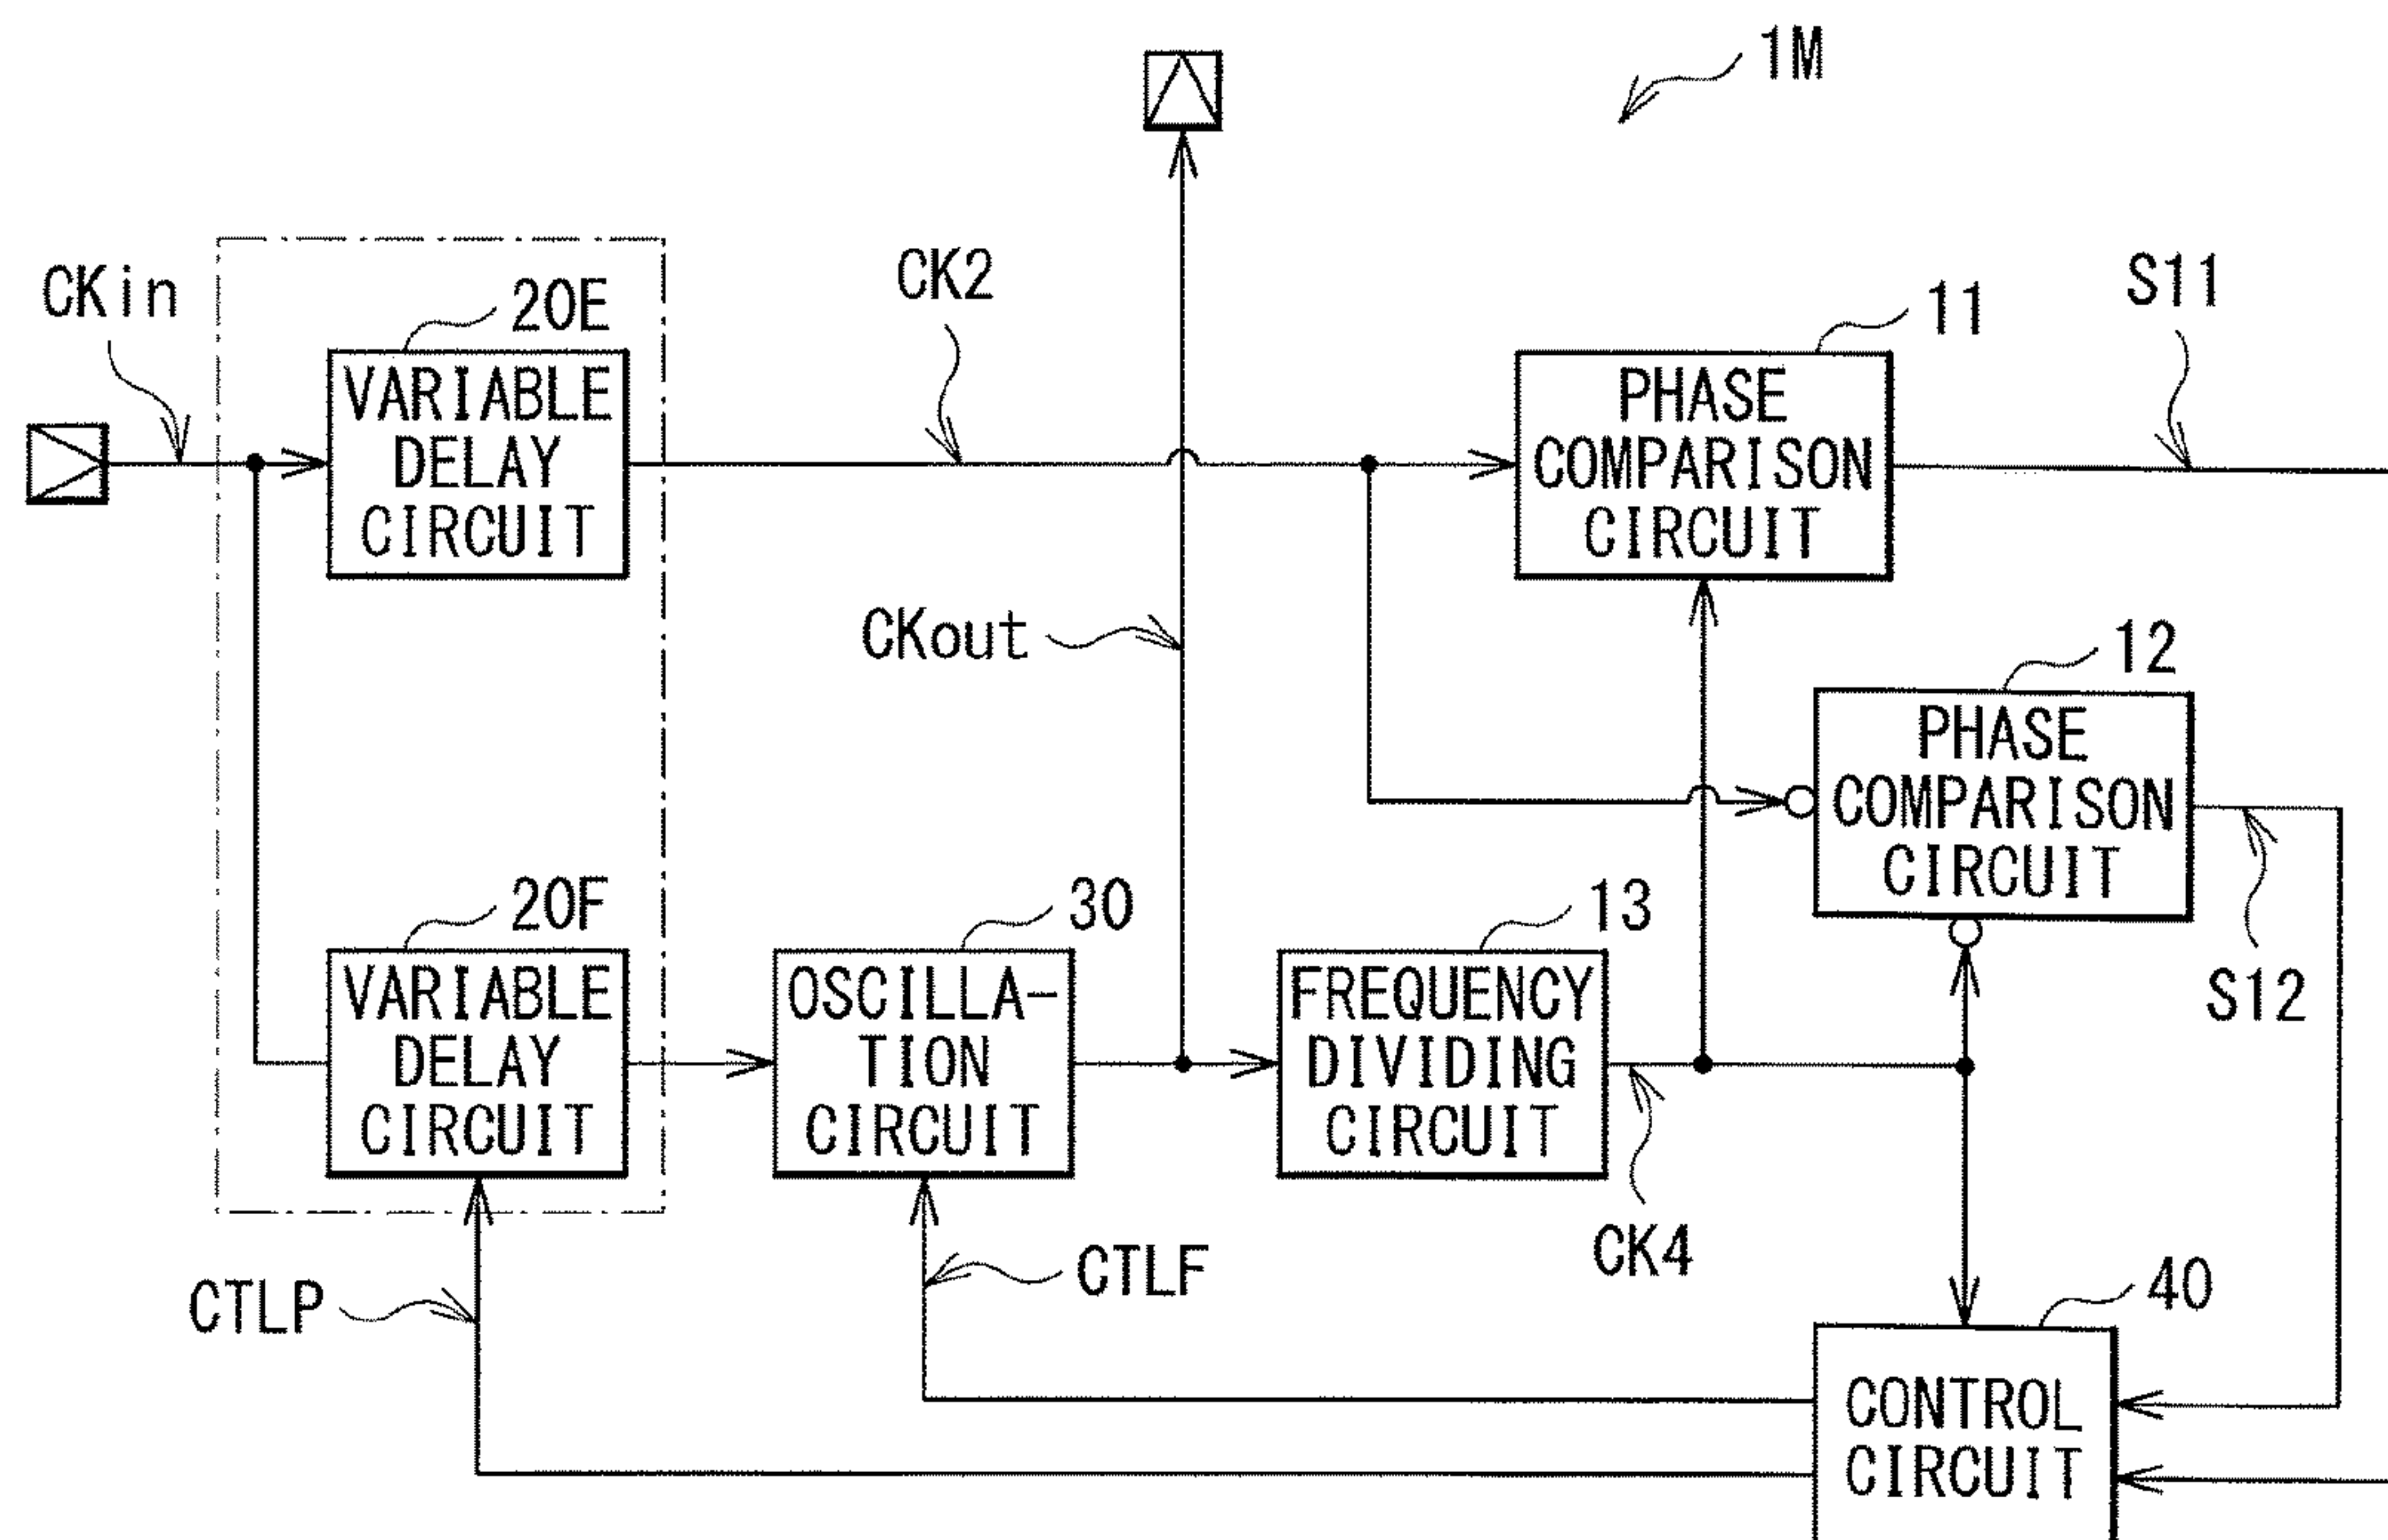 1M
CKin
20E
CK2
11
S11
VARIABLE
DELAY
CIRCUIT
PHASE
COMPARISON
CIRCUIT
CKout
12
PHASE
COMPARISON
CIRCUIT
20F
30
13
S12
VARIABLE
DELAY
CIRCUIT
OSCILLA-
TION
CIRCUIT
FREQUENCY
DIVIDING
CIRCUIT
CK4
CTLP
CTLF
40
CONTROL
CIRCUIT